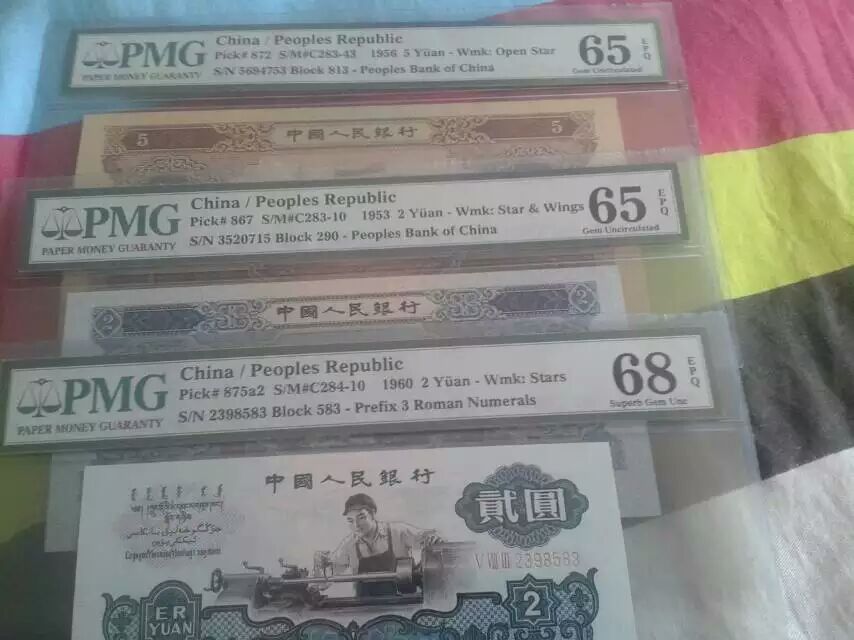 PMG
PAPER MONEY GUARANTY
China / Peoples Republic
Pick# 872 S/M#C283-43 1956 5 Yüan - Wmk: Open Star
S/N 5694753 Block 813 - Peoples Bank of China
65
EPQ
Gem Uncirculated
5 中國人民銀行 5
PMG
PAPER MONEY GUARANTY
China / Peoples Republic
Pick# 867 S/M#C283-10 1953 2 Yüan - Wmk: Star & Wings
S/N 3520715 Block 290 - Peoples Bank of China
65
EPQ
Gem Uncirculated
2 中國人民銀行 2
PMG
PAPER MONEY GUARANTY
China / Peoples Republic
Pick# 875a2 S/M#C284-10 1960 2 Yüan - Wmk: Stars
S/N 2398583 Block 583 - Prefix 3 Roman Numerals
68
EPQ
Superb Gem Unc
中國人民銀行
貳圓
V VIII III 2398583
ER
YUAN
2